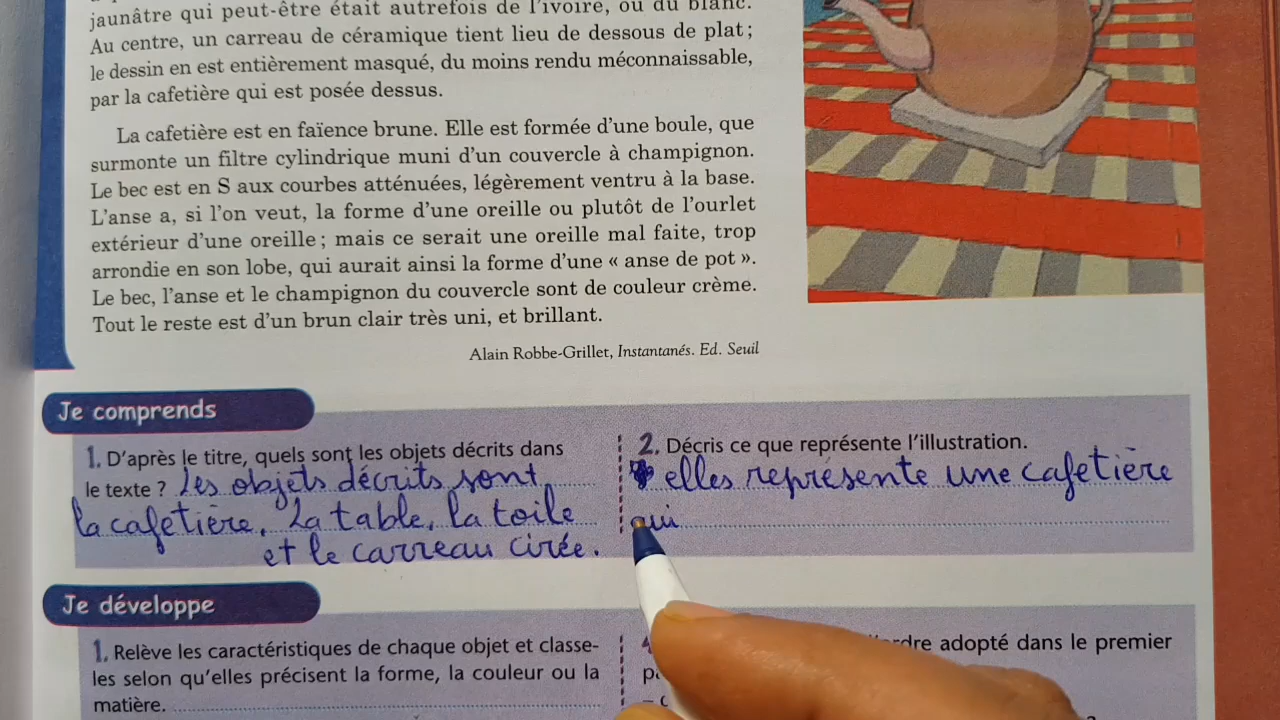 jaunâtre qui peut-être était autrefois de l'ivoire, ou du blanc.
Au centre, un carreau de céramique tient lieu de dessous de plat ;
le dessin en est entièrement masqué, du moins rendu méconnaissable,
par la cafetière qui est posée dessus.
La cafetière est en faïence brune. Elle est formée d'une boule, que
surmonte un filtre cylindrique muni d'un couvercle à champignon.
Le bec est en S aux courbes atténuées, légèrement ventru à la base.
L'anse a, si l'on veut, la forme d'une oreille ou plutôt de l'ourlet
extérieur d'une oreille ; mais ce serait une oreille mal faite, trop
arrondie en son lobe, qui aurait ainsi la forme d'une « anse de pot ».
Le bec, l'anse et le champignon du couvercle sont de couleur crème.
Tout le reste est d'un brun clair très uni, et brillant.
Alain Robbe-Grillet, Instantanés. Ed. Seuil
Je comprends
1. D'après le titre, quels sont les objets décrits dans
le texte ? Les objets décrits sont
la cafetière, La table, la toile
et le carreau cirée.
2. Décris ce que représente l'illustration.
elles représente une cafetière
qui
Je développe
1. Relève les caractéristiques de chaque objet et classe-
les selon qu'elles précisent la forme, la couleur ou la
matière.
adopté dans le premier